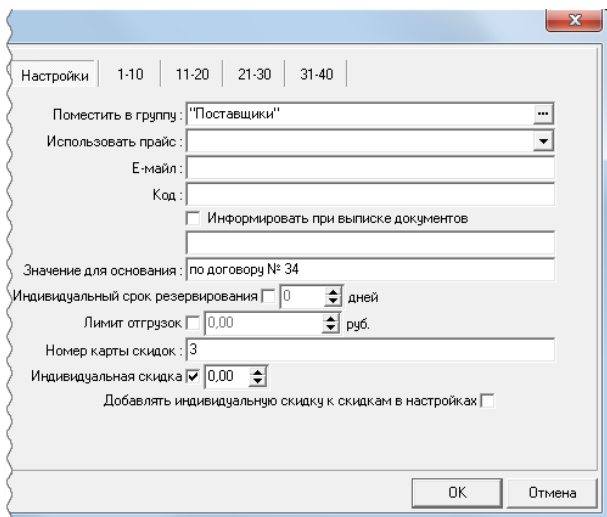 Настройки 1-10 11-20 21-30 31-40
Поместить в группу : "Поставщики" ...
Использовать прайс :
Е-майл :
Код :
Информировать при выписке документов
Значение для основания : по договору № 34
Индивидуальный срок резервирования 0 дней
Лимит отгрузок 0,00 руб.
Номер карты скидок : 3
Индивидуальная скидка 0,00
Добавлять индивидуальную скидку к скидкам в настройках
OK Отмена